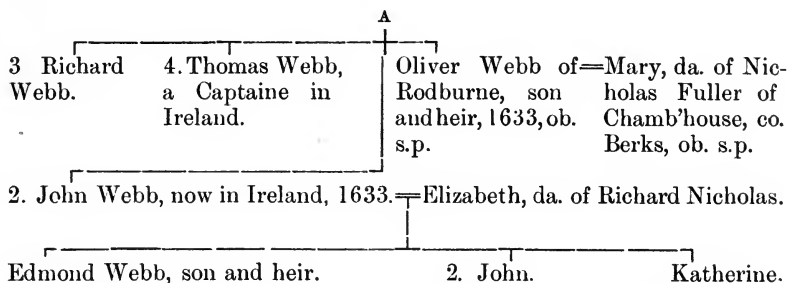 A
3 Richard Webb.
4. Thomas Webb, a Captaine in Ireland.
Oliver Webb of Rodburne, son and heir, 1633, ob. s.p.
=Mary, da. of Nicholas Fuller of Chamb'house, co. Berks, ob. s.p.
2. John Webb, now in Ireland, 1633.=Elizabeth, da. of Richard Nicholas.
Edmond Webb, son and heir.
2. John.
Katherine.